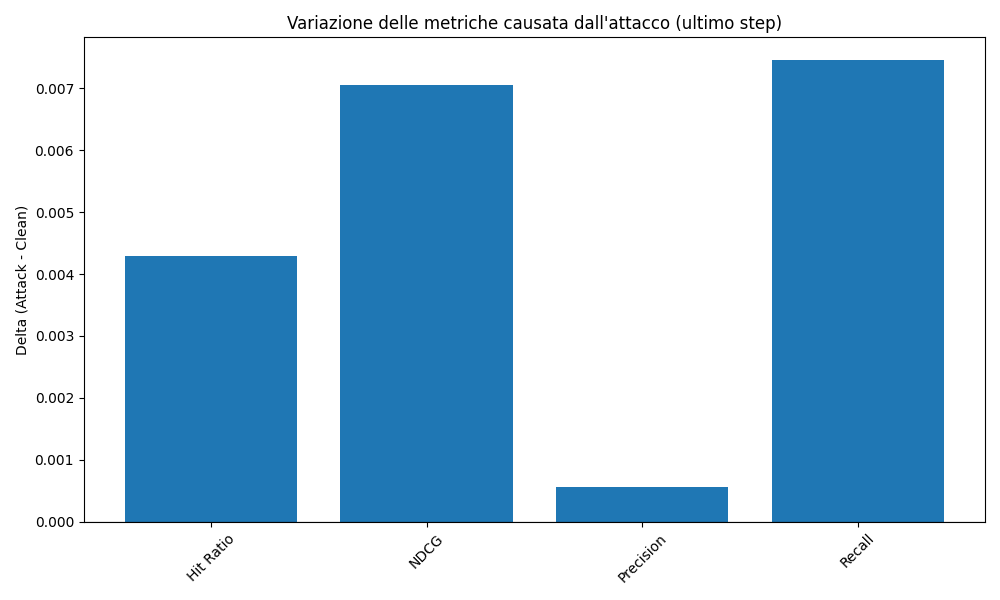 Variazione delle metriche causata dall'attacco (ultimo step)
Delta (Attack - Clean)
0.007
0.006
0.005
0.004
0.003
0.002
0.001
0.000
Hit Ratio
NDCG
Precision
Recall